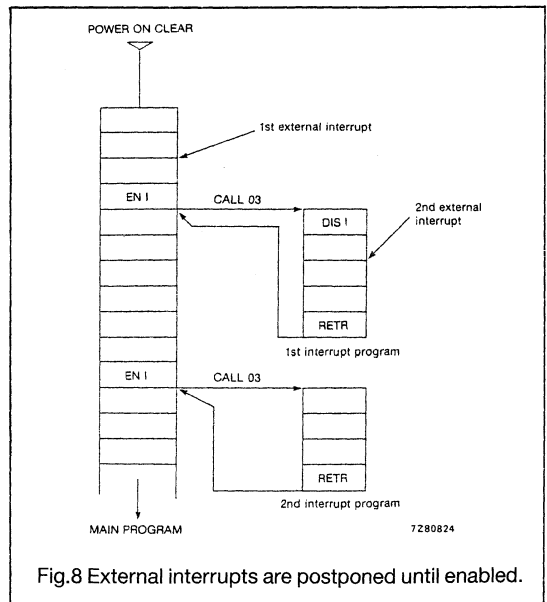 POWER ON CLEAR
1st external interrupt
EN I
CALL 03
DIS I
2nd external
interrupt
RETR
1st interrupt program
EN I
CALL 03
RETR
2nd interrupt program
MAIN PROGRAM
7Z80824
Fig.8 External interrupts are postponed until enabled.